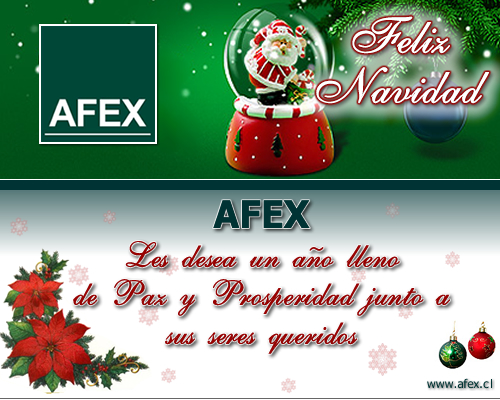 AFEX
Feliz
Navidad
AFEX
Les desea un año lleno
de Paz y Prosperidad junto a
sus seres queridos
www.afex.cl